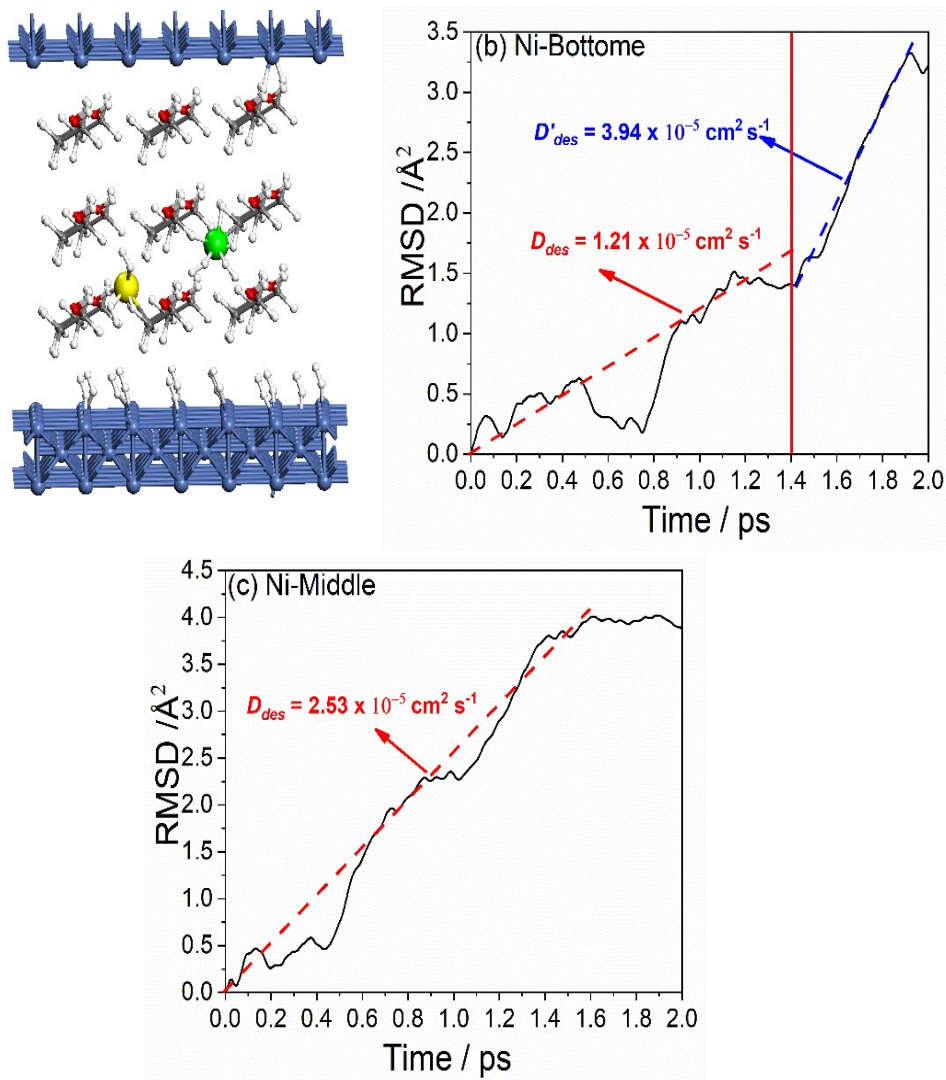 (b) Ni-Bottome
3.5
3.0
2.5
2.0
1.5
1.0
0.5
0.0
RMSD /Å²
D'des = 3.94 x 10⁻⁵ cm² s⁻¹
Ddes = 1.21 x 10⁻⁵ cm² s⁻¹
0.0 0.2 0.4 0.6 0.8 1.0 1.2 1.4 1.6 1.8 2.0
Time / ps
(c) Ni-Middle
4.5
4.0
3.5
3.0
2.5
2.0
1.5
1.0
0.5
0.0
RMSD /Å²
Ddes = 2.53 x 10⁻⁵ cm² s⁻¹
0.0 0.2 0.4 0.6 0.8 1.0 1.2 1.4 1.6 1.8 2.0
Time / ps